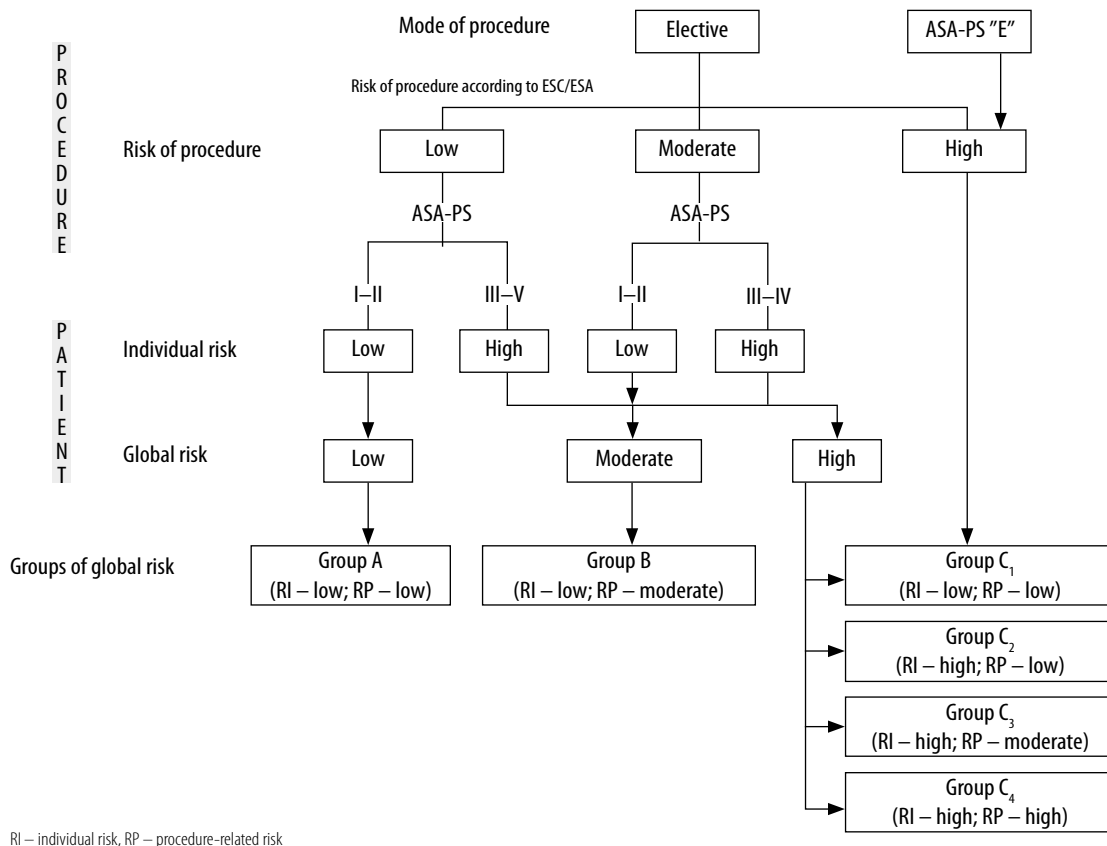 Mode of procedure
Elective
ASA-PS "E"
PROCEDURE
Risk of procedure according to ESC/ESA
Risk of procedure
Low
Moderate
High
ASA-PS
ASA-PS
I–II
III–V
I–II
III–IV
PATIENT
Individual risk
Low
High
Low
High
Global risk
Low
Moderate
High
Groups of global risk
Group A
(RI – low; RP – low)
Group B
(RI – low; RP – moderate)
Group C1
(RI – low; RP – low)
Group C2
(RI – high; RP – low)
Group C3
(RI – high; RP – moderate)
Group C4
(RI – high; RP – high)
RI – individual risk, RP – procedure-related risk